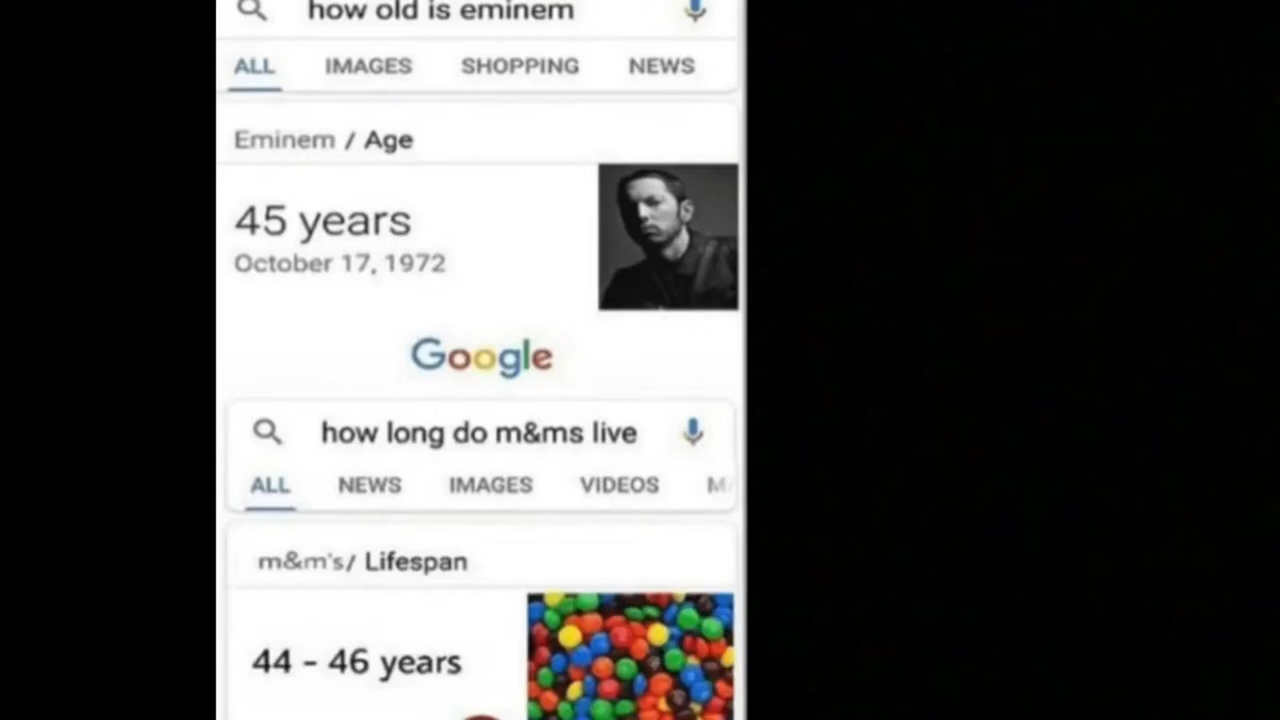 how old is eminem
ALL IMAGES SHOPPING NEWS
Eminem / Age
45 years
October 17, 1972
Google
how long do m&ms live
ALL NEWS IMAGES VIDEOS
m&m's/ Lifespan
44 - 46 years